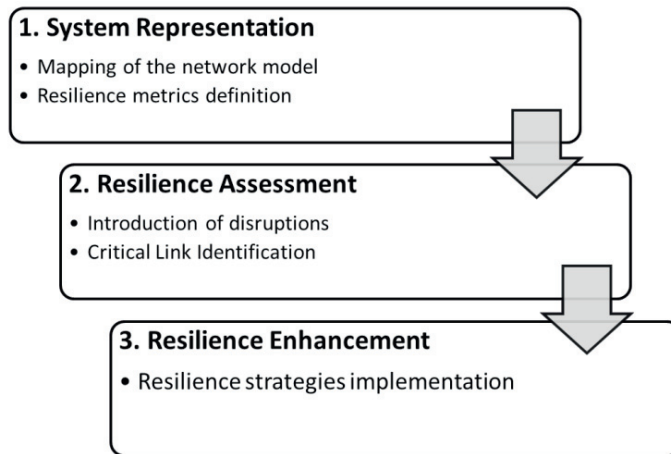 1. System Representation
• Mapping of the network model
• Resilience metrics definition
2. Resilience Assessment
• Introduction of disruptions
• Critical Link Identification
3. Resilience Enhancement
• Resilience strategies implementation